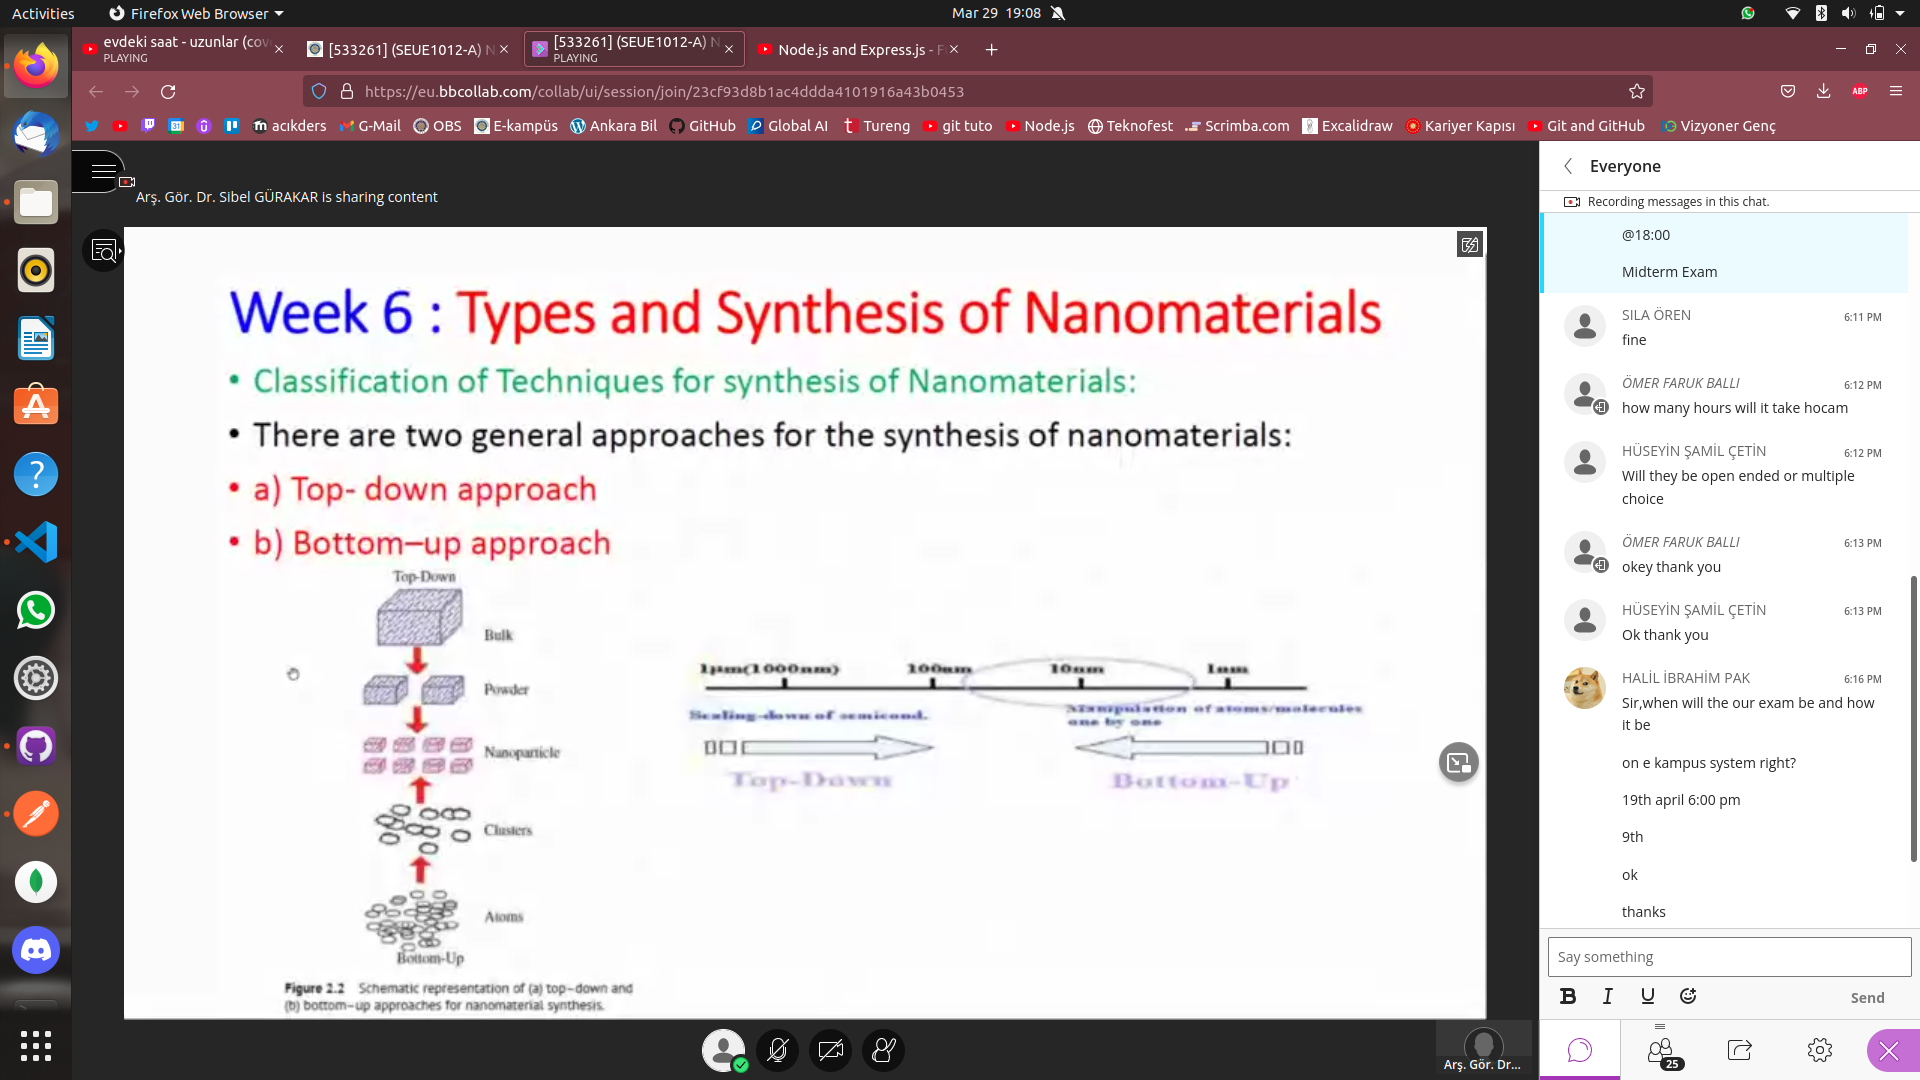 Activities
Firefox Web Browser
Mar 29 19:08
evdeki saat - uzunlar (cov
PLAYING
[533261] (SEUE1012-A) N
[533261] (SEUE1012-A) N
PLAYING
Node.js and Express.js - F
https://eu.bbcollab.com/collab/ui/session/join/23cf93d8b1ac4ddda4101916a43b0453
ABP
acıkders
G-Mail
OBS
E-kampüs
Ankara Bil
GitHub
Global AI
Tureng
git tuto
Node.js
Teknofest
Scrimba.com
Excalidraw
Kariyer Kapısı
Git and GitHub
Vizyoner Genç
Arş. Gör. Dr. Sibel GÜRAKAR is sharing content
Week 6 : Types and Synthesis of Nanomaterials
• Classification of Techniques for synthesis of Nanomaterials:
• There are two general approaches for the synthesis of nanomaterials:
• a) Top- down approach
• b) Bottom–up approach
Top-Down
Bulk
Powder
Nanoparticle
Clusters
Atoms
Bottom-Up
Figure 2.2 Schematic representation of (a) top–down and
(b) bottom–up approaches for nanomaterial synthesis.
1µm(1000nm)
100nm
10nm
1nm
Scaling-down of semicond.
Manupulation of atoms/molecules
one by one
Top-Down
Bottom-Up
Everyone
Recording messages in this chat.
@18:00
Midterm Exam
SILA ÖREN
6:11 PM
fine
ÖMER FARUK BALLI
6:12 PM
how many hours will it take hocam
HÜSEYİN ŞAMİL ÇETİN
6:12 PM
Will they be open ended or multiple
choice
ÖMER FARUK BALLI
6:13 PM
okey thank you
HÜSEYİN ŞAMİL ÇETİN
6:13 PM
Ok thank you
HALİL İBRAHİM PAK
6:16 PM
Sir,when will the our exam be and how
it be
on e kampus system right?
19th april 6:00 pm
9th
ok
thanks
Say something
B I U
Send
25
Arş. Gör. Dr...